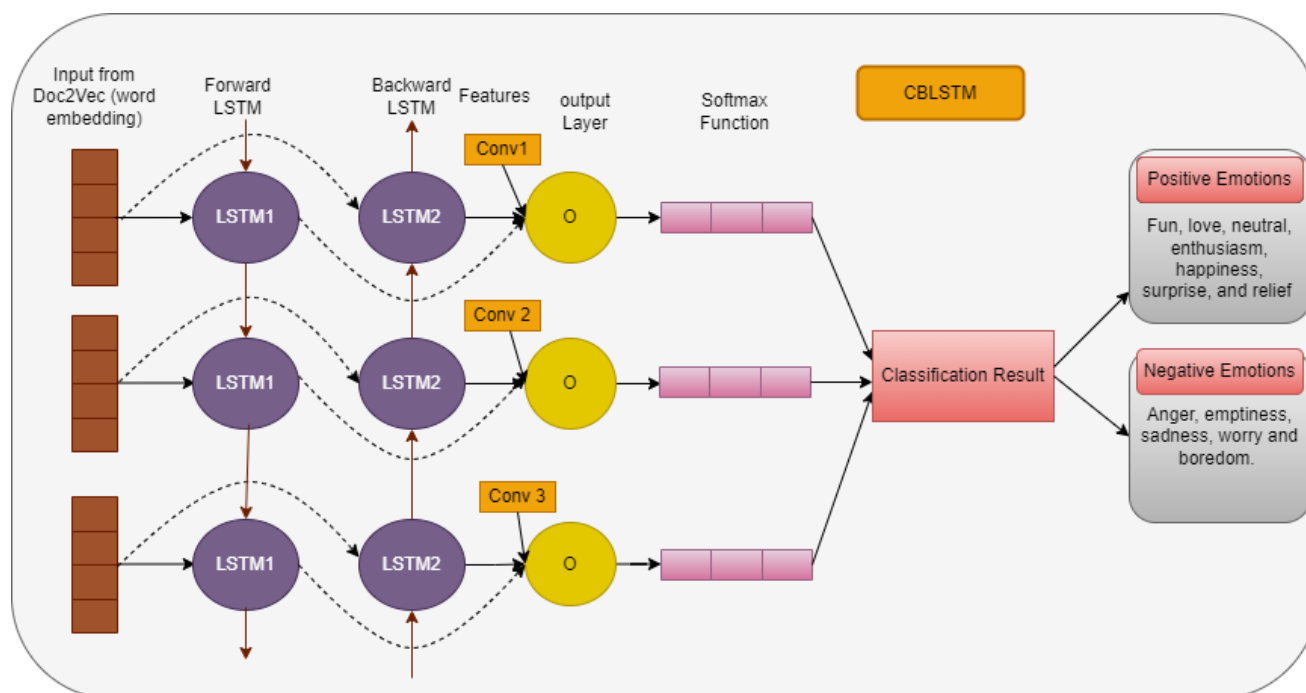 Input from
Doc2Vec (word
embedding)
Forward
LSTM
Backward
LSTM
Features
output
Layer
Softmax
Function
CBLSTM
Conv1
LSTM1
LSTM2
O
Conv 2
LSTM1
LSTM2
O
Conv 3
LSTM1
LSTM2
O
Classification Result
Positive Emotions
Fun, love, neutral,
enthusiasm,
happiness,
surprise, and relief
Negative Emotions
Anger, emptiness,
sadness, worry and
boredom.